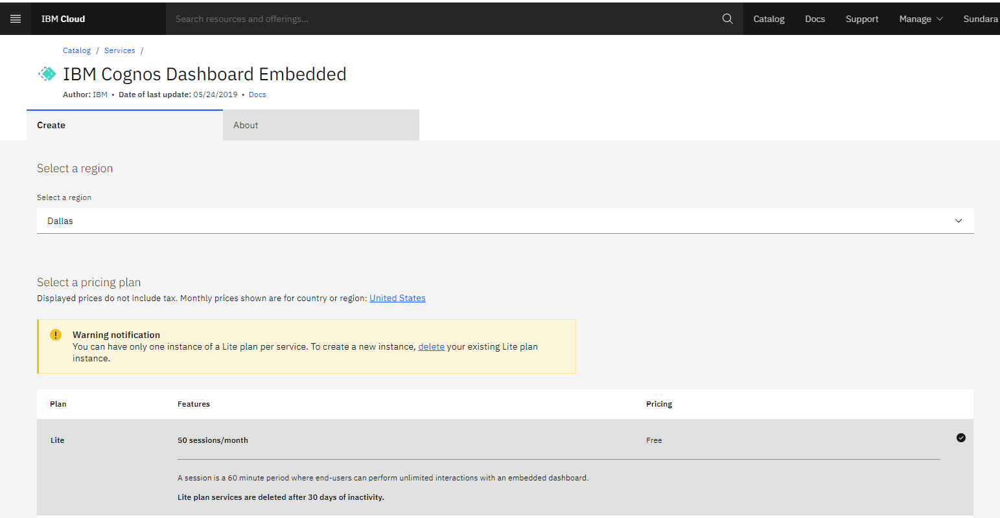 IBM Cloud
Search resources and offerings...
Catalog
Docs
Support
Manage
Sundara
Catalog / Services /
IBM Cognos Dashboard Embedded
Author: IBM • Date of last update: 05/24/2019 • Docs
Create
About
Select a region
Select a region
Dallas
Select a pricing plan
Displayed prices do not include tax. Monthly prices shown are for country or region: United States
Warning notification
You can have only one instance of a Lite plan per service. To create a new instance, delete your existing Lite plan
instance.
Plan
Features
Pricing
Lite
50 sessions/month
Free
A session is a 60 minute period where end-users can perform unlimited interactions with an embedded dashboard.
Lite plan services are deleted after 30 days of inactivity.